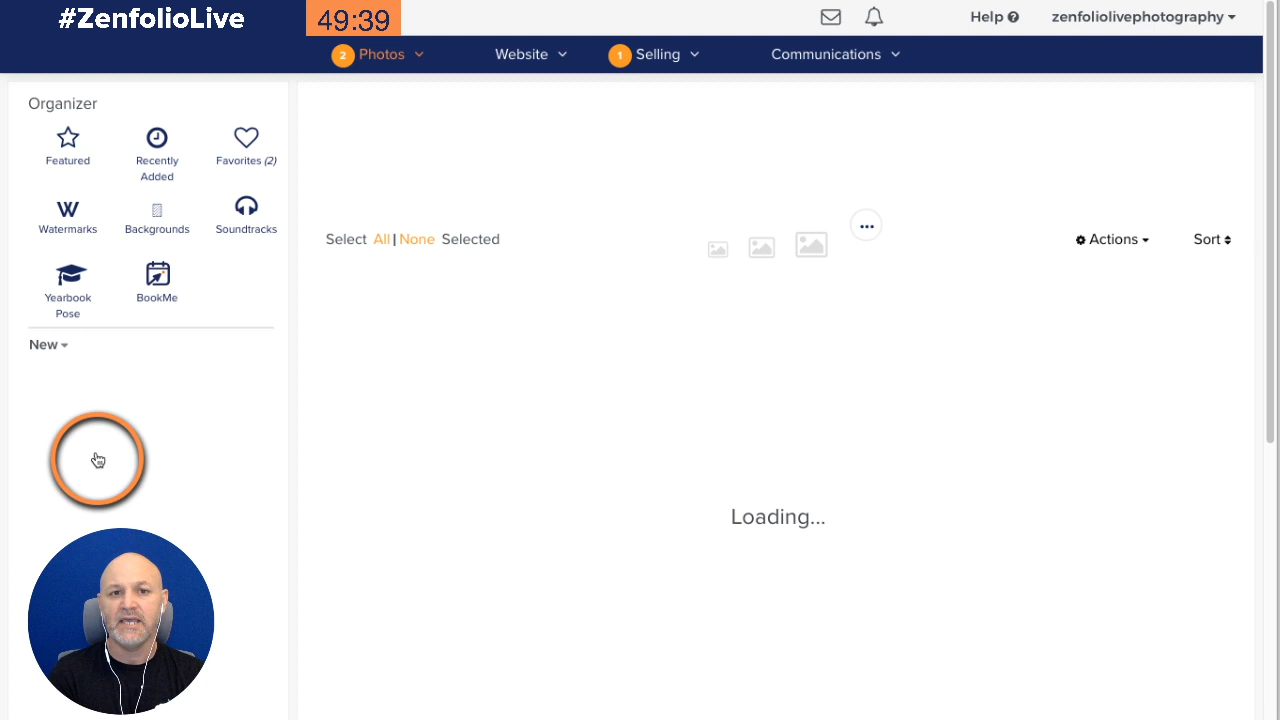 #ZenfolioLive
49:39
Help
zenfoliolivephotography
2 Photos
Website
1 Selling
Communications
Organizer
Featured
Recently
Added
Favorites (2)
Watermarks
Backgrounds
Soundtracks
Yearbook
Pose
BookMe
New
Select All | None Selected
Actions
Sort
Loading...